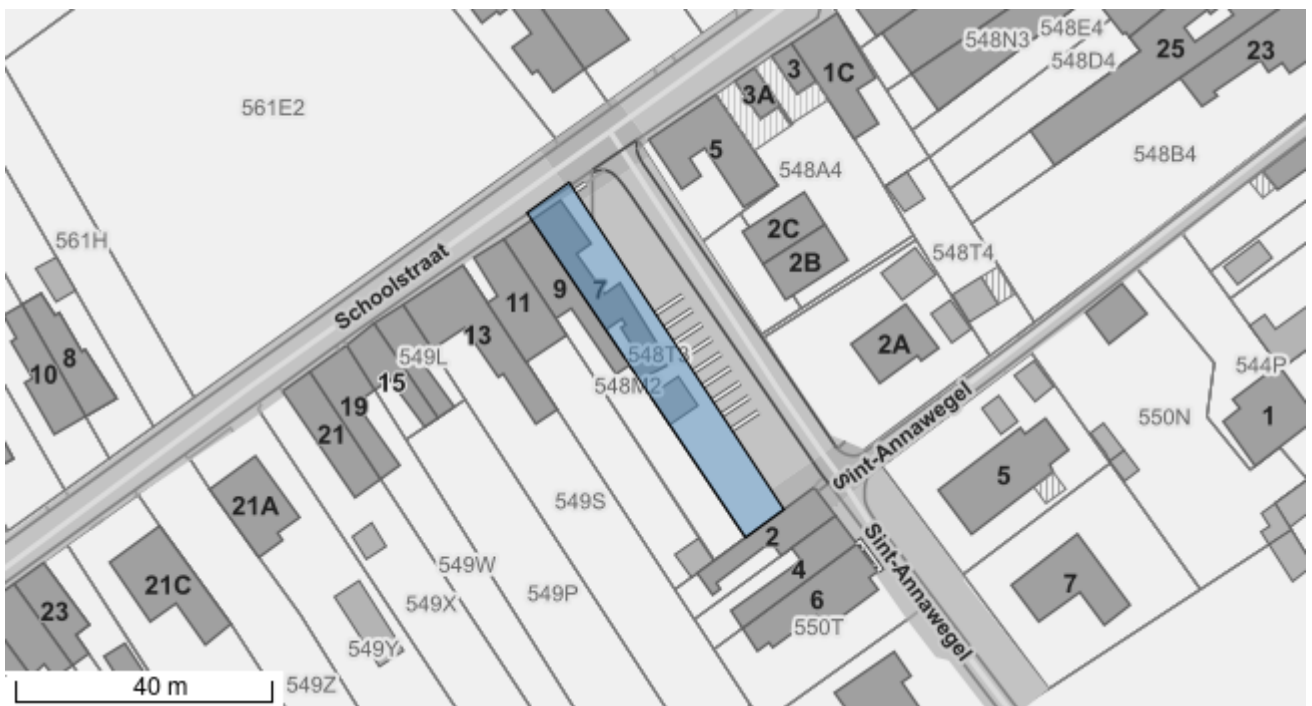 548E4
548N3
25
23
3
1C
548D4
3A
561E2
5
548B4
548A4
2C
561H
548T4
2B
Schoolstraat
9
7
11
13
2A
548T3
549L
10
8
15
548M2
544P
19
Sint-Annawegel
550N
1
21
5
21A
549S
Sint-Annawegel
2
549W
4
21C
7
549P
6
549X
23
550T
549Y
549Z
40 m